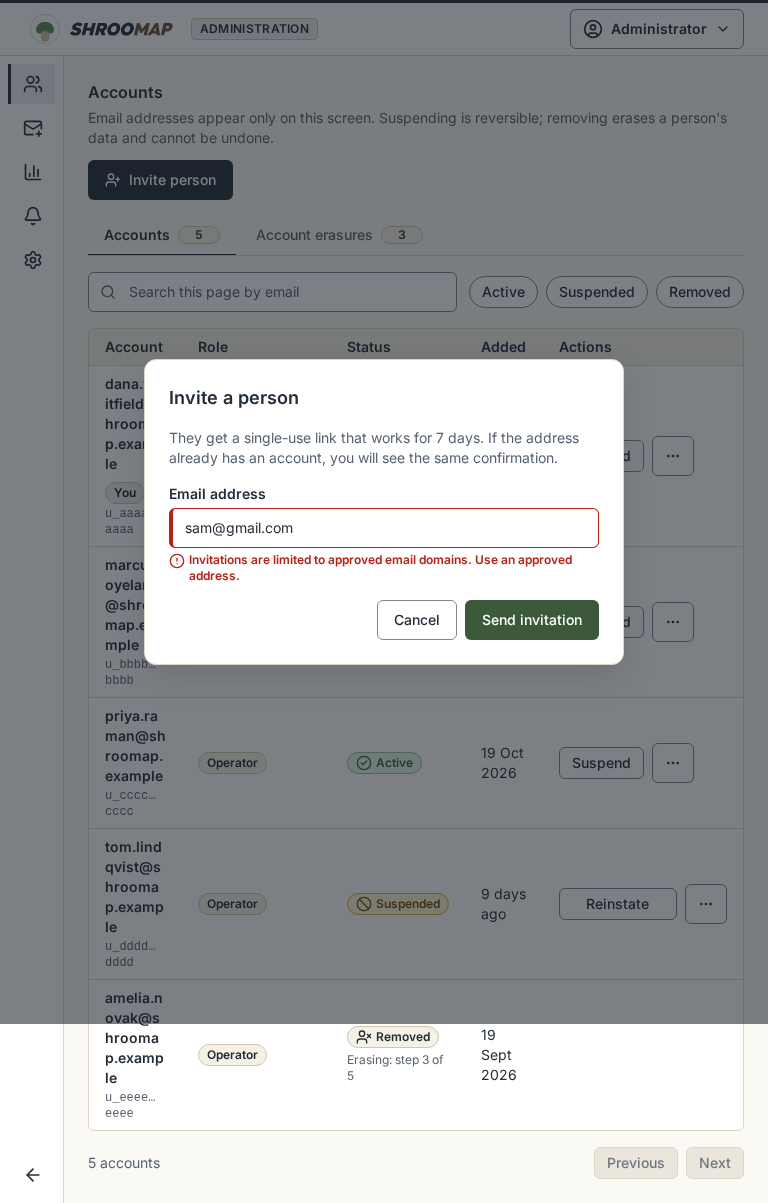 SHROOMAP ADMINISTRATION Administrator
Accounts
Email addresses appear only on this screen. Suspending is reversible; removing erases a person's
data and cannot be undone.
Invite person
Accounts 5 Account erasures 3
Search this page by email Active Suspended Removed
Account Role Status Added Actions
dana.
itfield
hroom
p.exam
le
You
u_aaaa
aaaa
Invite a person
They get a single-use link that works for 7 days. If the address
already has an account, you will see the same confirmation.
Email address
sam@gmail.com
Invitations are limited to approved email domains. Use an approved
address.
Cancel Send invitation
marcu
oyelan
@shro
map.e
mple
u_bbbb…
bbbb
priya.ra
man@sh
roomap.
example
u_cccc…
cccc
Operator Active 19 Oct
2026 Suspend
tom.lind
qvist@s
hrooma
p.examp
le
u_dddd…
dddd
Operator Suspended 9 days
ago Reinstate
amelia.n
ovak@s
hrooma
p.examp
le
u_eeee…
eeee
Operator Removed
Erasing: step 3 of
5
19
Sept
2026
5 accounts Previous Next